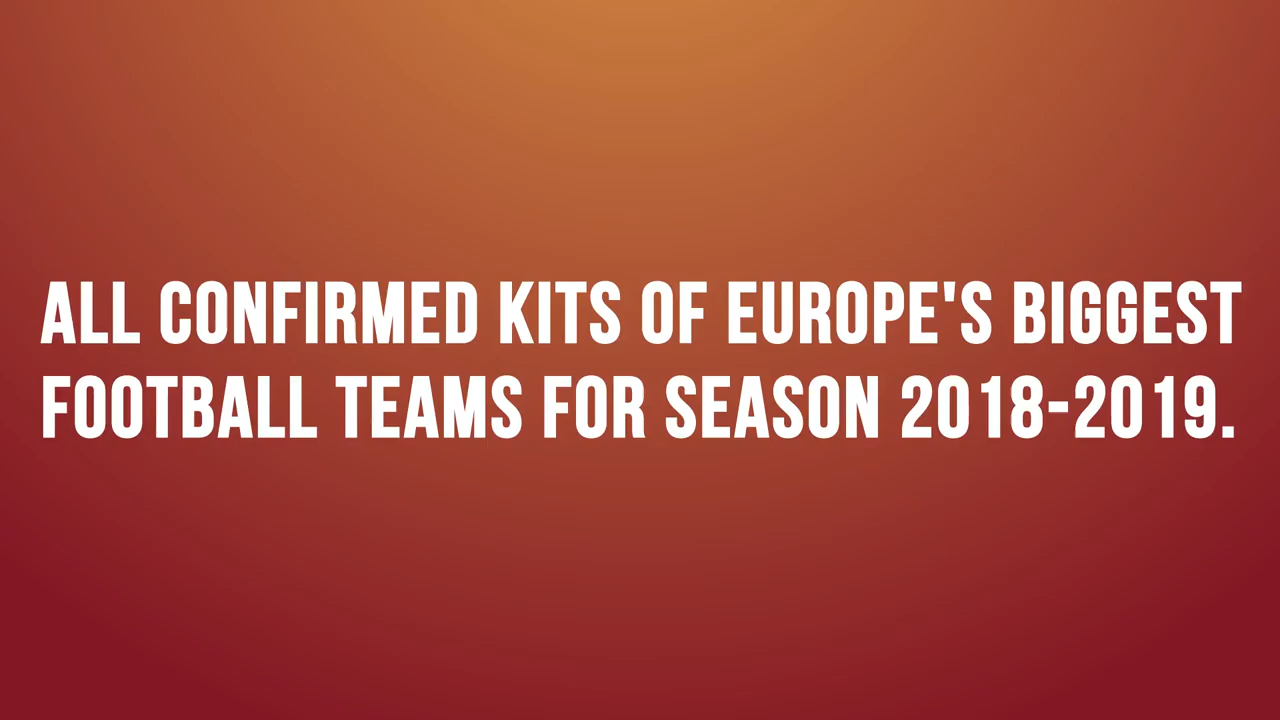 ALL CONFIRMED KITS OF EUROPE'S BIGGEST
FOOTBALL TEAMS FOR SEASON 2018-2019.